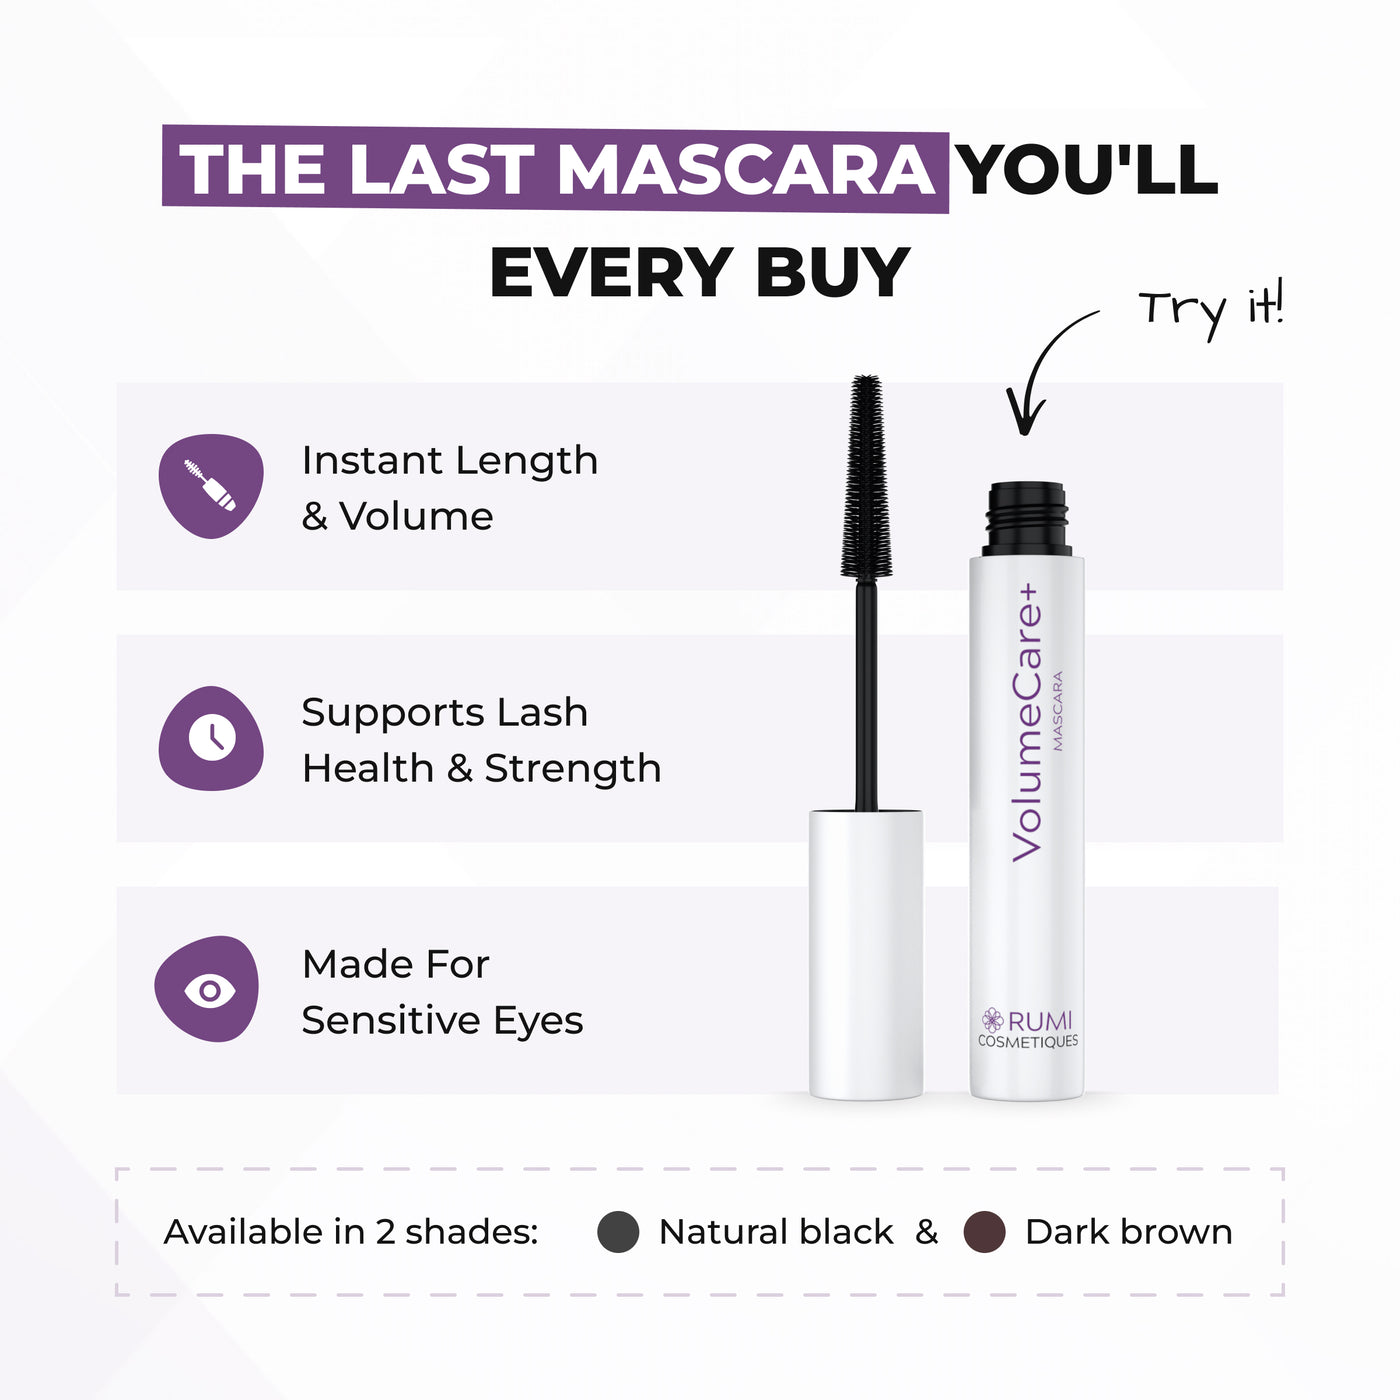 THE LAST MASCARA YOU'LL
EVERY BUY
Try it!
Instant Length
& Volume
Supports Lash
Health & Strength
Made For
Sensitive Eyes
VolumeCare+
MASCARA
RUMI
COSMETIQUES
Available in 2 shades: Natural black & Dark brown